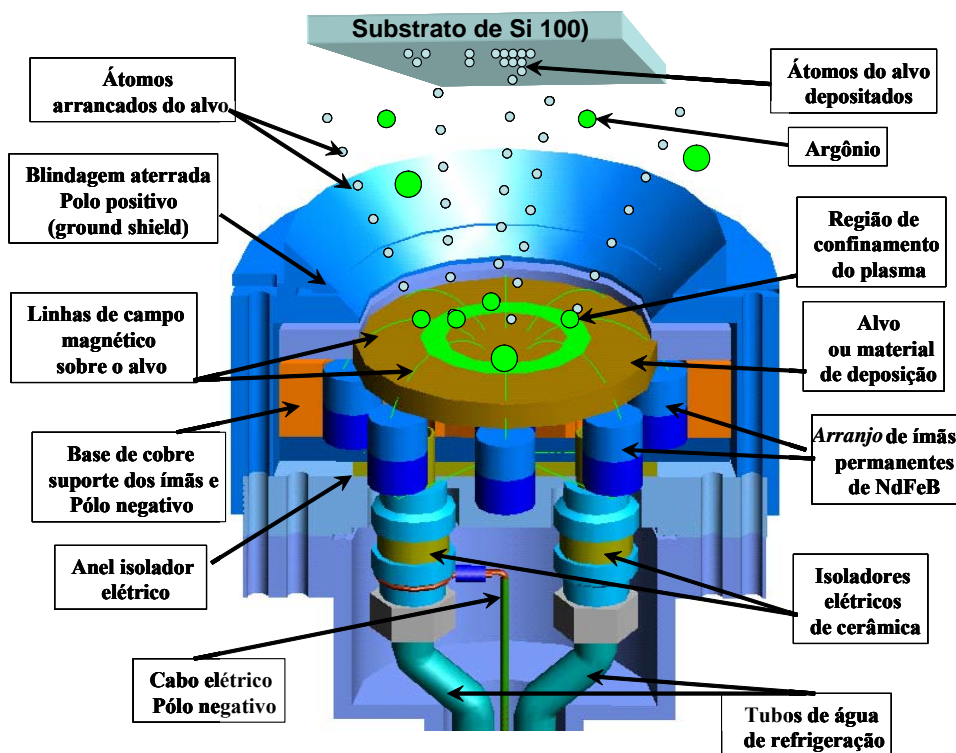 Substrato de Si 100)
Átomos
arrancados do alvo
Átomos do alvo
depositados
Argônio
Blindagem aterrada
Polo positivo
(ground shield)
Região de
confinamento
do plasma
Linhas de campo
magnético
sobre o alvo
Alvo
ou material
de deposição
Base de cobre
suporte dos ímãs e
Pólo negativo
Arranjo de ímãs
permanentes
de NdFeB
Anel isolador
elétrico
Isoladores
elétricos
de cerâmica
Cabo elétrico
Pólo negativo
Tubos de água
de refrigeração